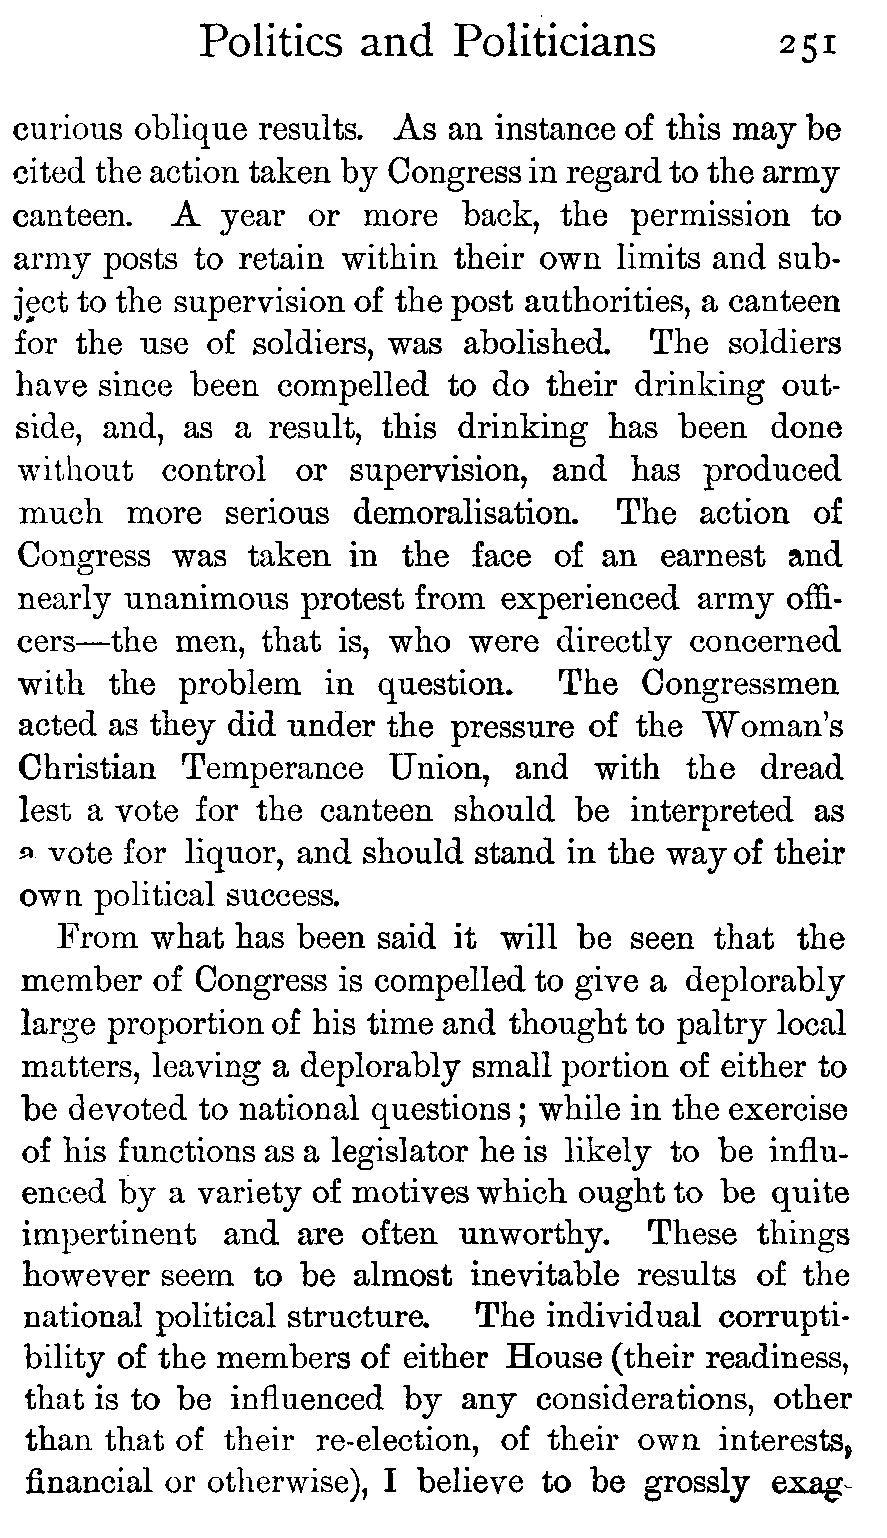 Politics and Politicians 251
curious oblique results. As an instance of this may be
cited the action taken by Congress in regard to the army
canteen. A year or more back, the permission to
army posts to retain within their own limits and sub-
ject to the supervision of the post authorities, a canteen
for the use of soldiers, was abolished. The soldiers
have since been compelled to do their drinking out-
side, and, as a result, this drinking has been done
without control or supervision, and has produced
much more serious demoralisation. The action of
Congress was taken in the face of an earnest and
nearly unanimous protest from experienced army offi-
cers—the men, that is, who were directly concerned
with the problem in question. The Congressmen
acted as they did under the pressure of the Woman's
Christian Temperance Union, and with the dread
lest a vote for the canteen should be interpreted as
a vote for liquor, and should stand in the way of their
own political success.
From what has been said it will be seen that the
member of Congress is compelled to give a deplorably
large proportion of his time and thought to paltry local
matters, leaving a deplorably small portion of either to
be devoted to national questions; while in the exercise
of his functions as a legislator he is likely to be influ-
enced by a variety of motives which ought to be quite
impertinent and are often unworthy. These things
however seem to be almost inevitable results of the
national political structure. The individual corrupti-
bility of the members of either House (their readiness,
that is to be influenced by any considerations, other
than that of their re-election, of their own interests,
financial or otherwise), I believe to be grossly exag-